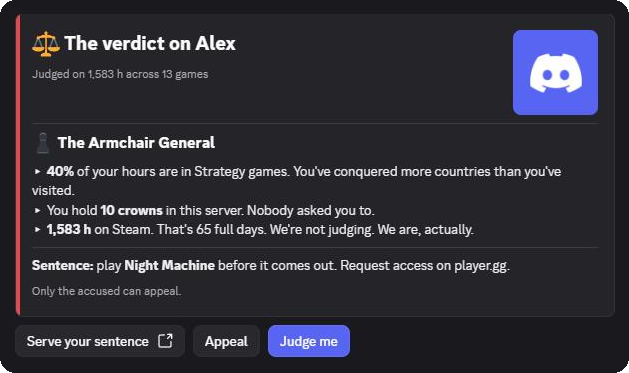 The verdict on Alex
Judged on 1,583 h across 13 games
The Armchair General
‣ 40% of your hours are in Strategy games. You've conquered more countries than you've
visited.
‣ You hold 10 crowns in this server. Nobody asked you to.
‣ 1,583 h on Steam. That's 65 full days. We're not judging. We are, actually.
Sentence: play Night Machine before it comes out. Request access on player.gg.
Only the accused can appeal.
Serve your sentence
Appeal
Judge me